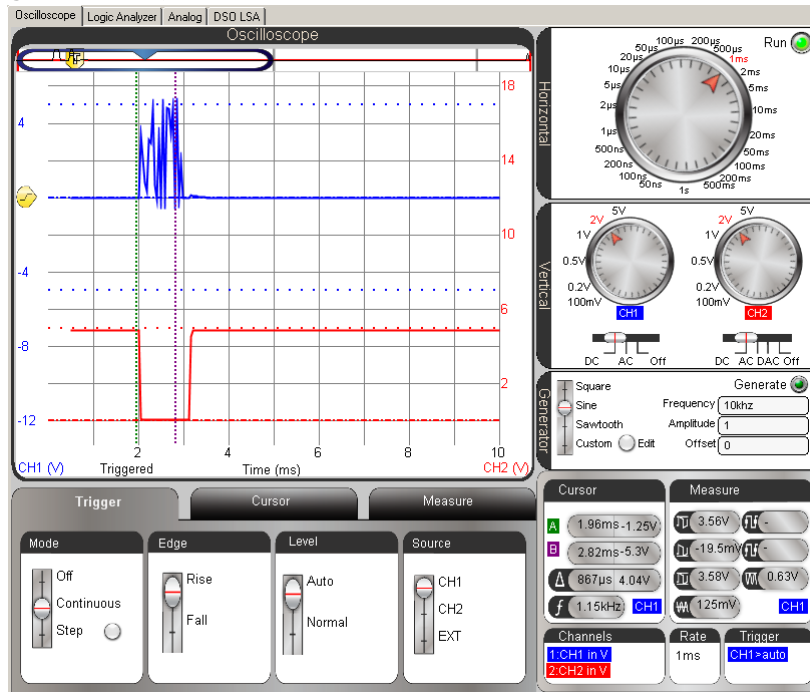 Oscilloscope Logic Analyzer Analog DSO LSA
Oscilloscope
4
-4
-8
-12
18
14
10
6
2
2 4 6 8 10
CH1 (V) Triggered Time (ms) CH2 (V)
Horizontal
Run
50ns
100ns
200ns
500ns
1µs
2µs
5µs
10µs
20µs
50µs
100µs
200µs
500µs
1ms
2ms
5ms
10ms
20ms
50ms
100ms
200ms
500ms
1s
Vertical
5V
2V
1V
0.5V
0.2V
100mV
CH1
DC AC Off
5V
2V
1V
0.5V
0.2V
100mV
CH2
DC AC DAC Off
Generator
Square
Sine
Sawtooth
Custom Edit
Generate
Frequency 10khz
Amplitude 1
Offset 0
Trigger Cursor Measure
Mode
Off
Continuous
Step
Edge
Rise
Fall
Level
Auto
Normal
Source
CH1
CH2
EXT
Cursor
A 1.96ms -1.25V
B 2.82ms -5.3V
Δ 867µs 4.04V
f 1.15kHz CH1
Measure
3.56V -
-19.5mV -
3.58V 0.63V
125mV CH1
Channels
1:CH1 in V
2:CH2 in V
Rate
1ms
Trigger
CH1>auto